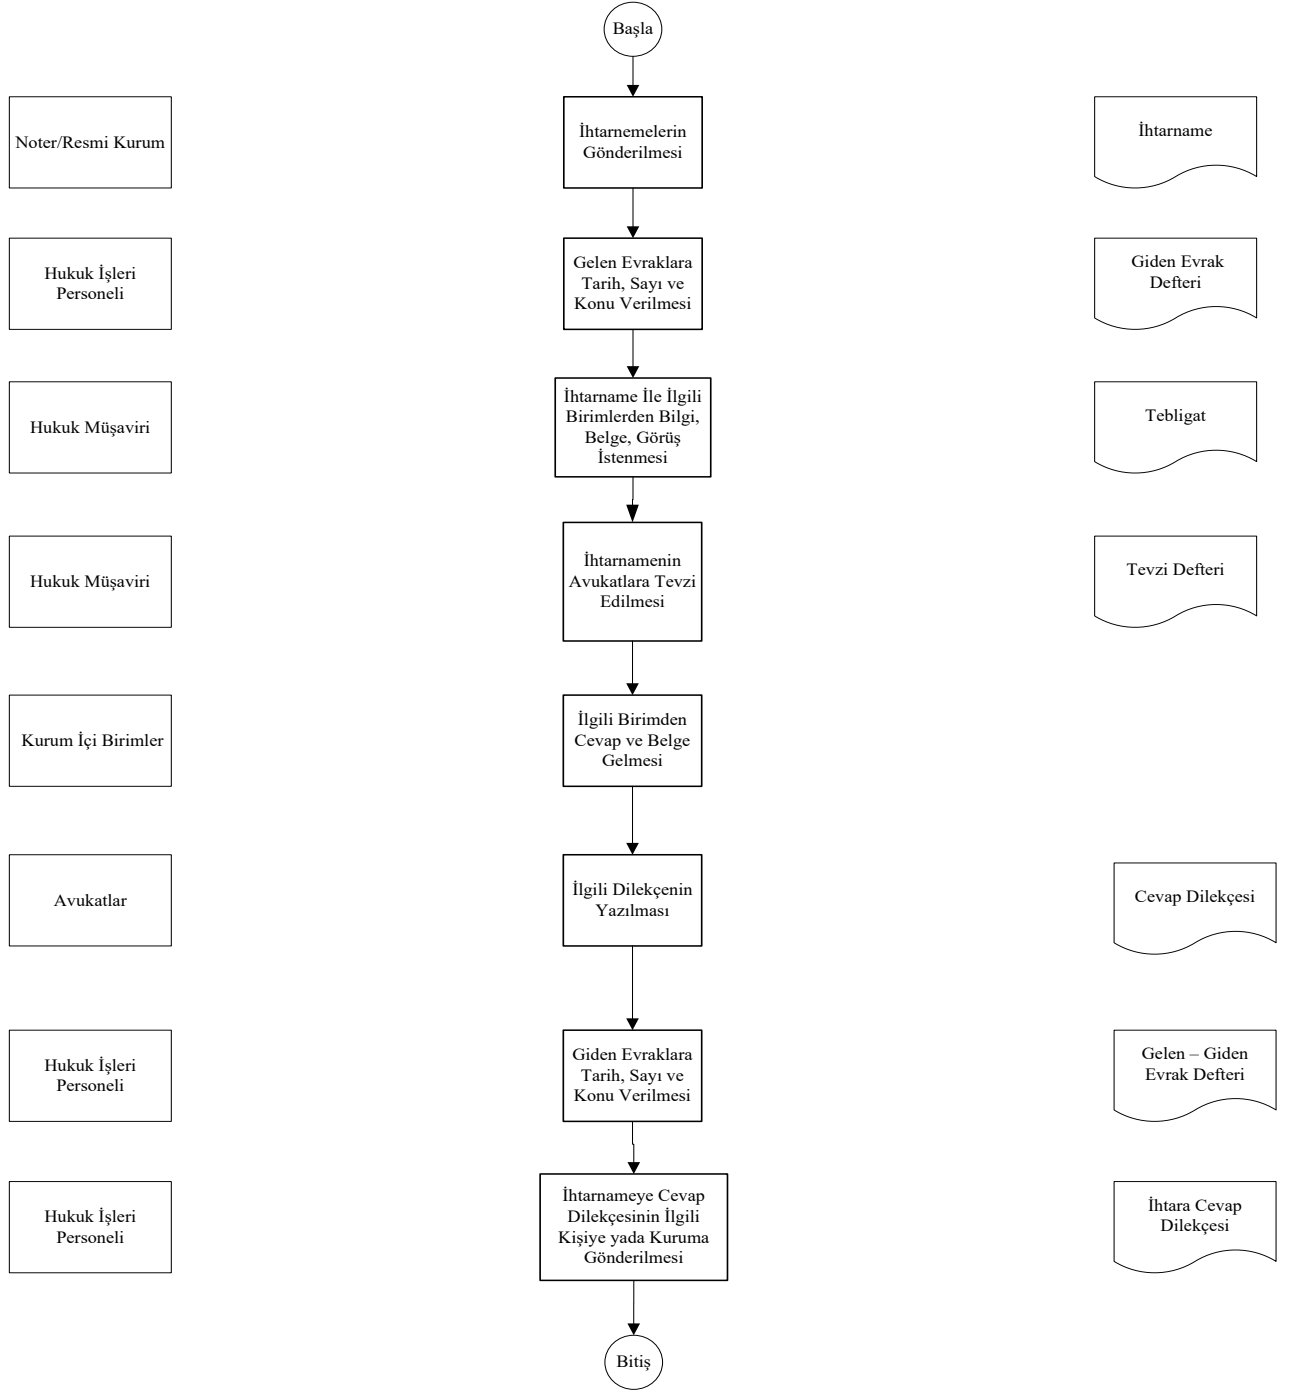 Başla
Noter/Resmi Kurum
İhtarnemelerin
Gönderilmesi
İhtarname
Hukuk İşleri
Personeli
Gelen Evraklara
Tarih, Sayı ve
Konu Verilmesi
Giden Evrak
Defteri
Hukuk Müşaviri
İhtarname İle İlgili
Birimlerden Bilgi,
Belge, Görüş
İstenmesi
Tebligat
Hukuk Müşaviri
İhtarnamenin
Avukatlara Tevzi
Edilmesi
Tevzi Defteri
Kurum İçi Birimler
İlgili Birimden
Cevap ve Belge
Gelmesi
Avukatlar
İlgili Dilekçenin
Yazılması
Cevap Dilekçesi
Hukuk İşleri
Personeli
Giden Evraklara
Tarih, Sayı ve
Konu Verilmesi
Gelen – Giden
Evrak Defteri
Hukuk İşleri
Personeli
İhtarnameye Cevap
Dilekçesinin İlgili
Kişiye yada Kuruma
Gönderilmesi
İhtara Cevap
Dilekçesi
Bitiş